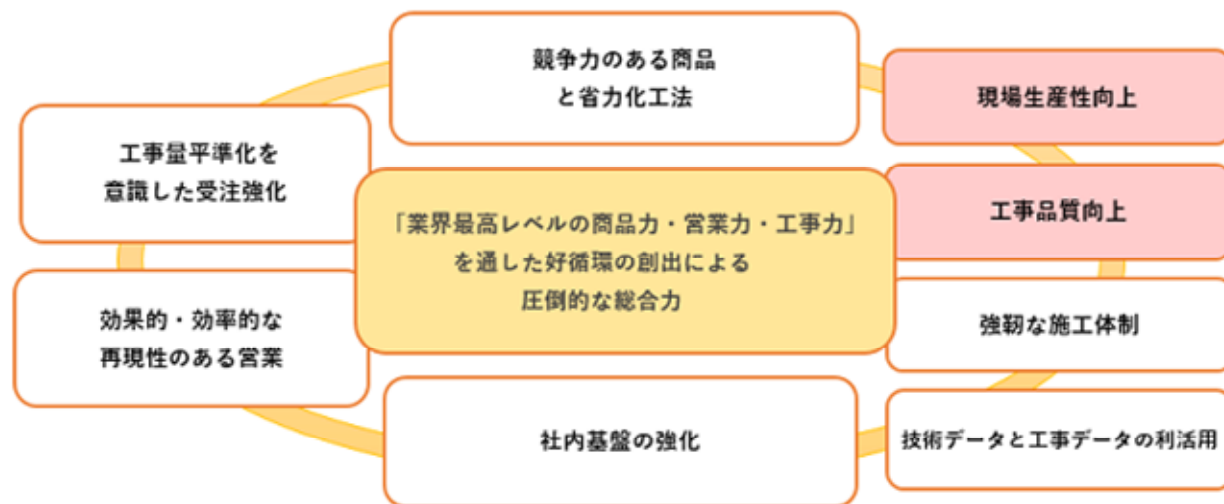 競争力のある商品
と省力化工法
現場生産性向上
工事量平準化を
意識した受注強化
工事品質向上
「業界最高レベルの商品力・営業力・工事力」
を通した好循環の創出による
圧倒的な総合力
効果的・効率的な
再現性のある営業
強靭な施工体制
社内基盤の強化
技術データと工事データの利活用